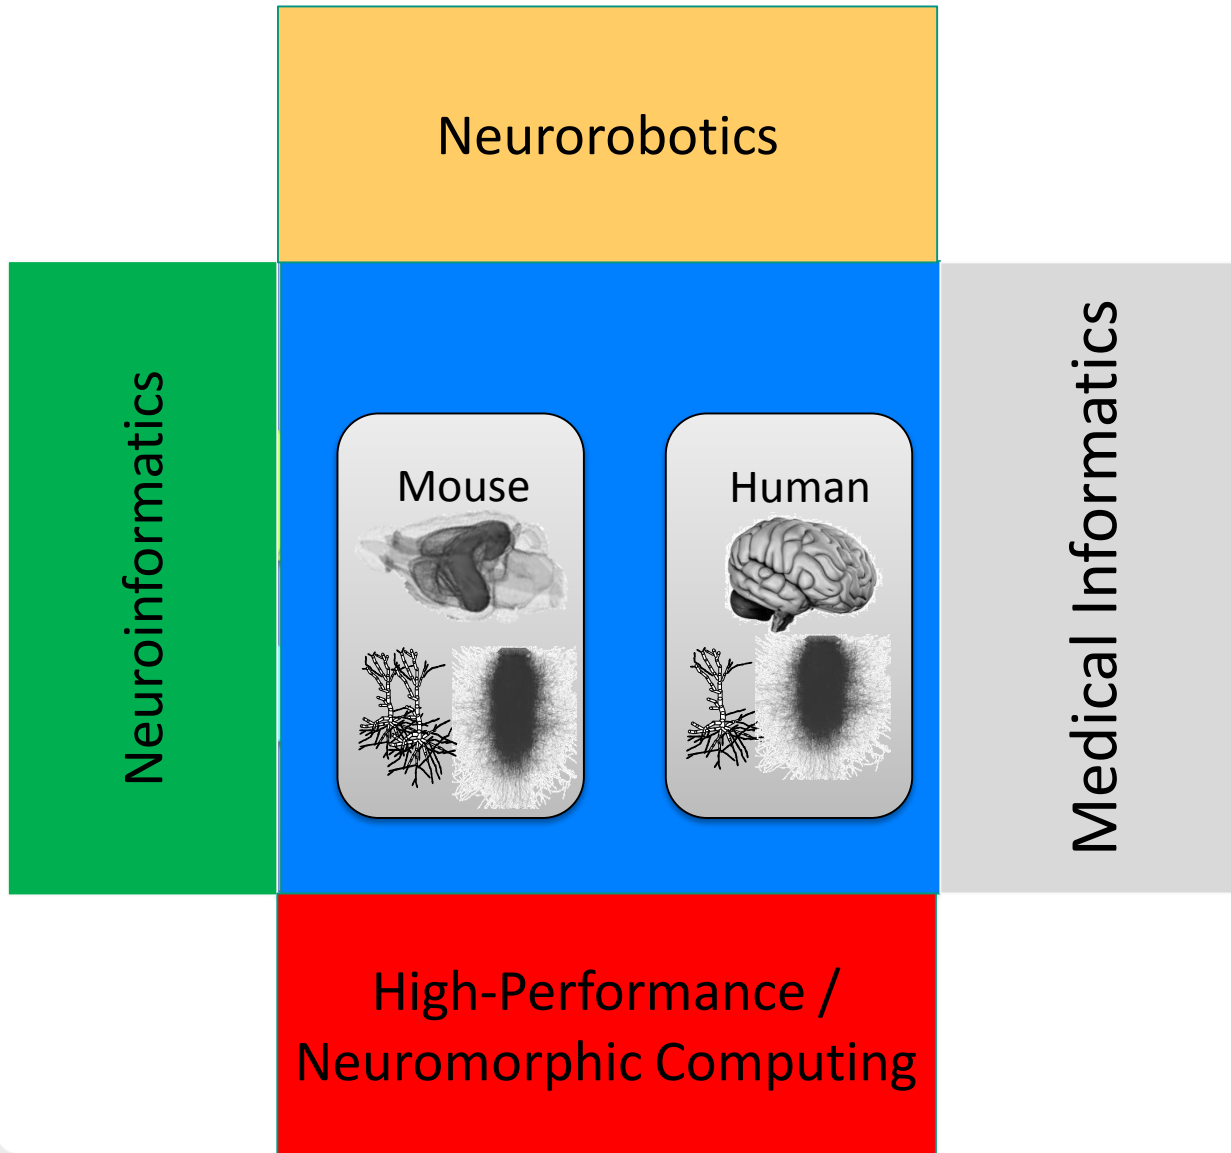 Neurorobotics
Neuroinformatics
Mouse
Human
Medical Informatics
High-Performance /
Neuromorphic Computing